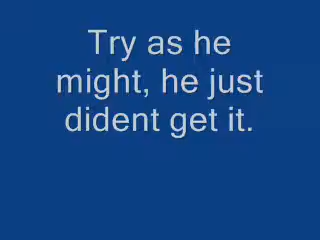 Try as he
might, he just
dident get it.